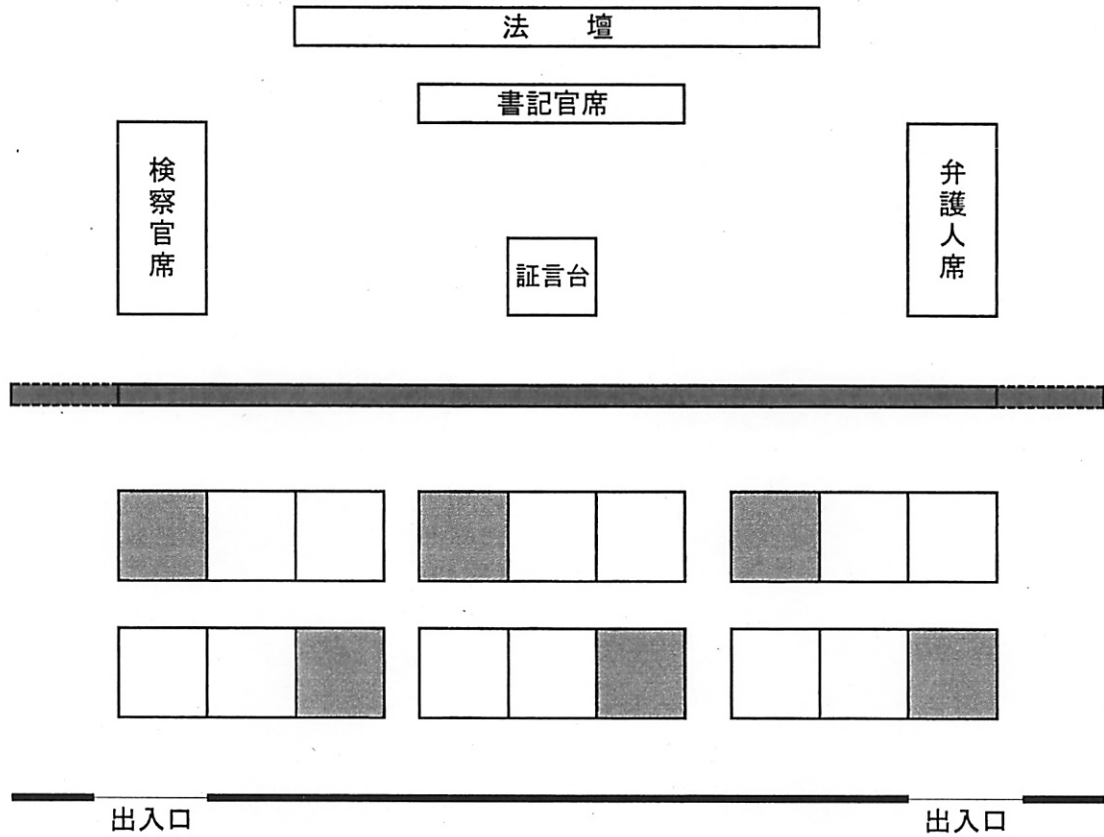 法　　壇
書記官席
検察官席
弁護人席
証言台
出入口
出入口